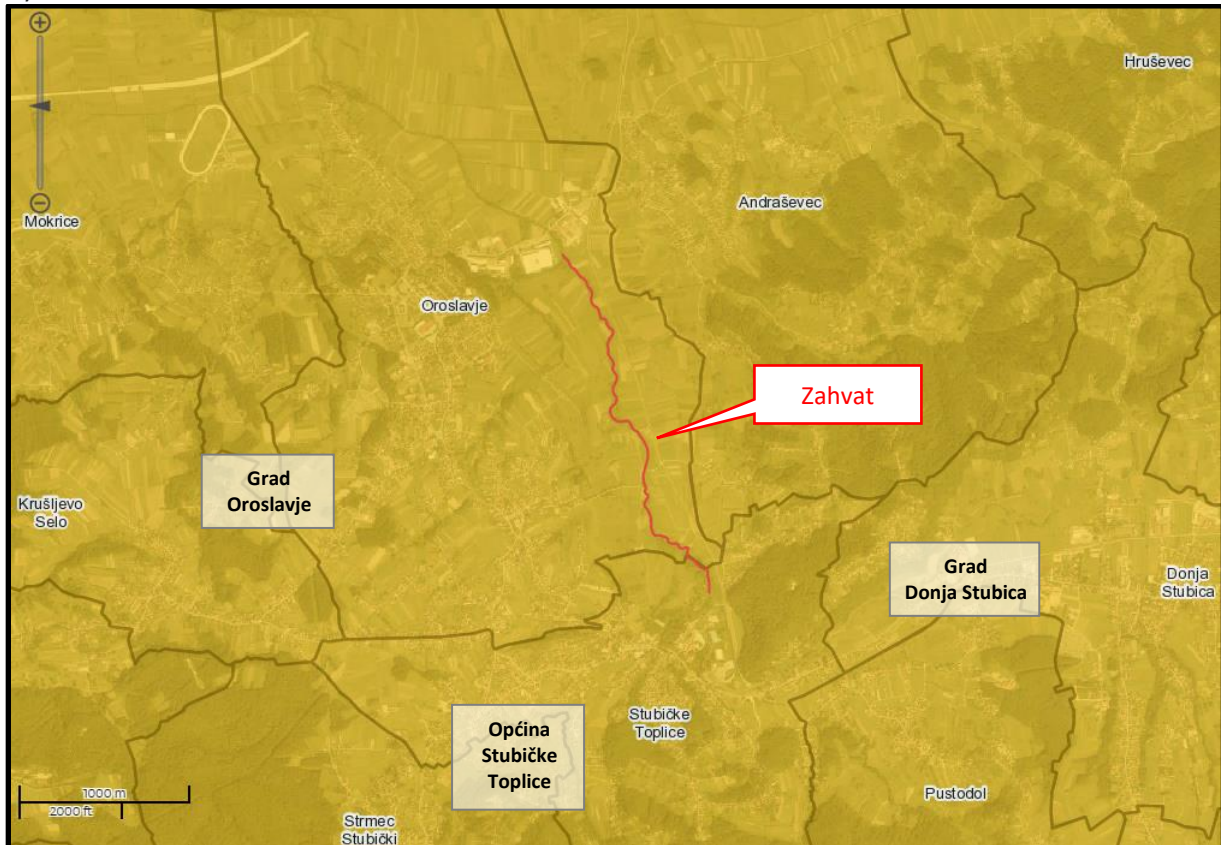 Hruševec
Andraševec
Mokrice
Oroslavje
Zahvat
Grad
Oroslavje
Krušljevo
Selo
Grad
Donja Stubica
Donja
Stubica
Stubičke
Toplice
Općina
Stubičke
Toplice
Pustodol
1000 m
2000 ft
Strmec
Stubički